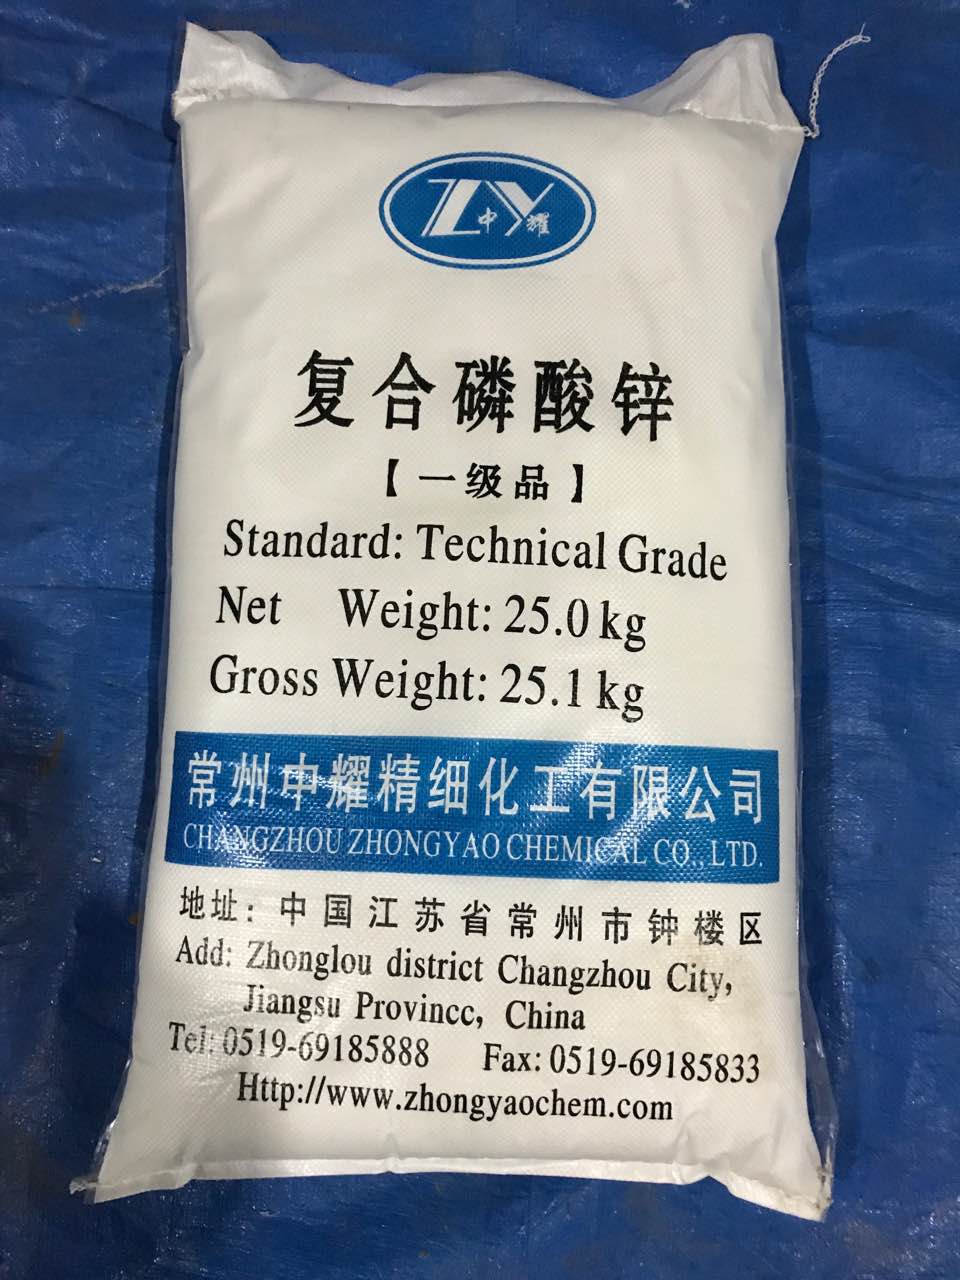 ZY
中耀
复合磷酸锌
【一级品】
Standard: Technical Grade
Net Weight: 25.0 kg
Gross Weight: 25.1 kg
常州中耀精细化工有限公司
CHANGZHOU ZHONGYAO CHEMICAL CO., LTD.
地址: 中国江苏省常州市钟楼区
Add: Zhonglou district Changzhou City,
Jiangsu Provincc, China
Tel: 0519-69185888 Fax: 0519-69185833
Http://www.zhongyaochem.com